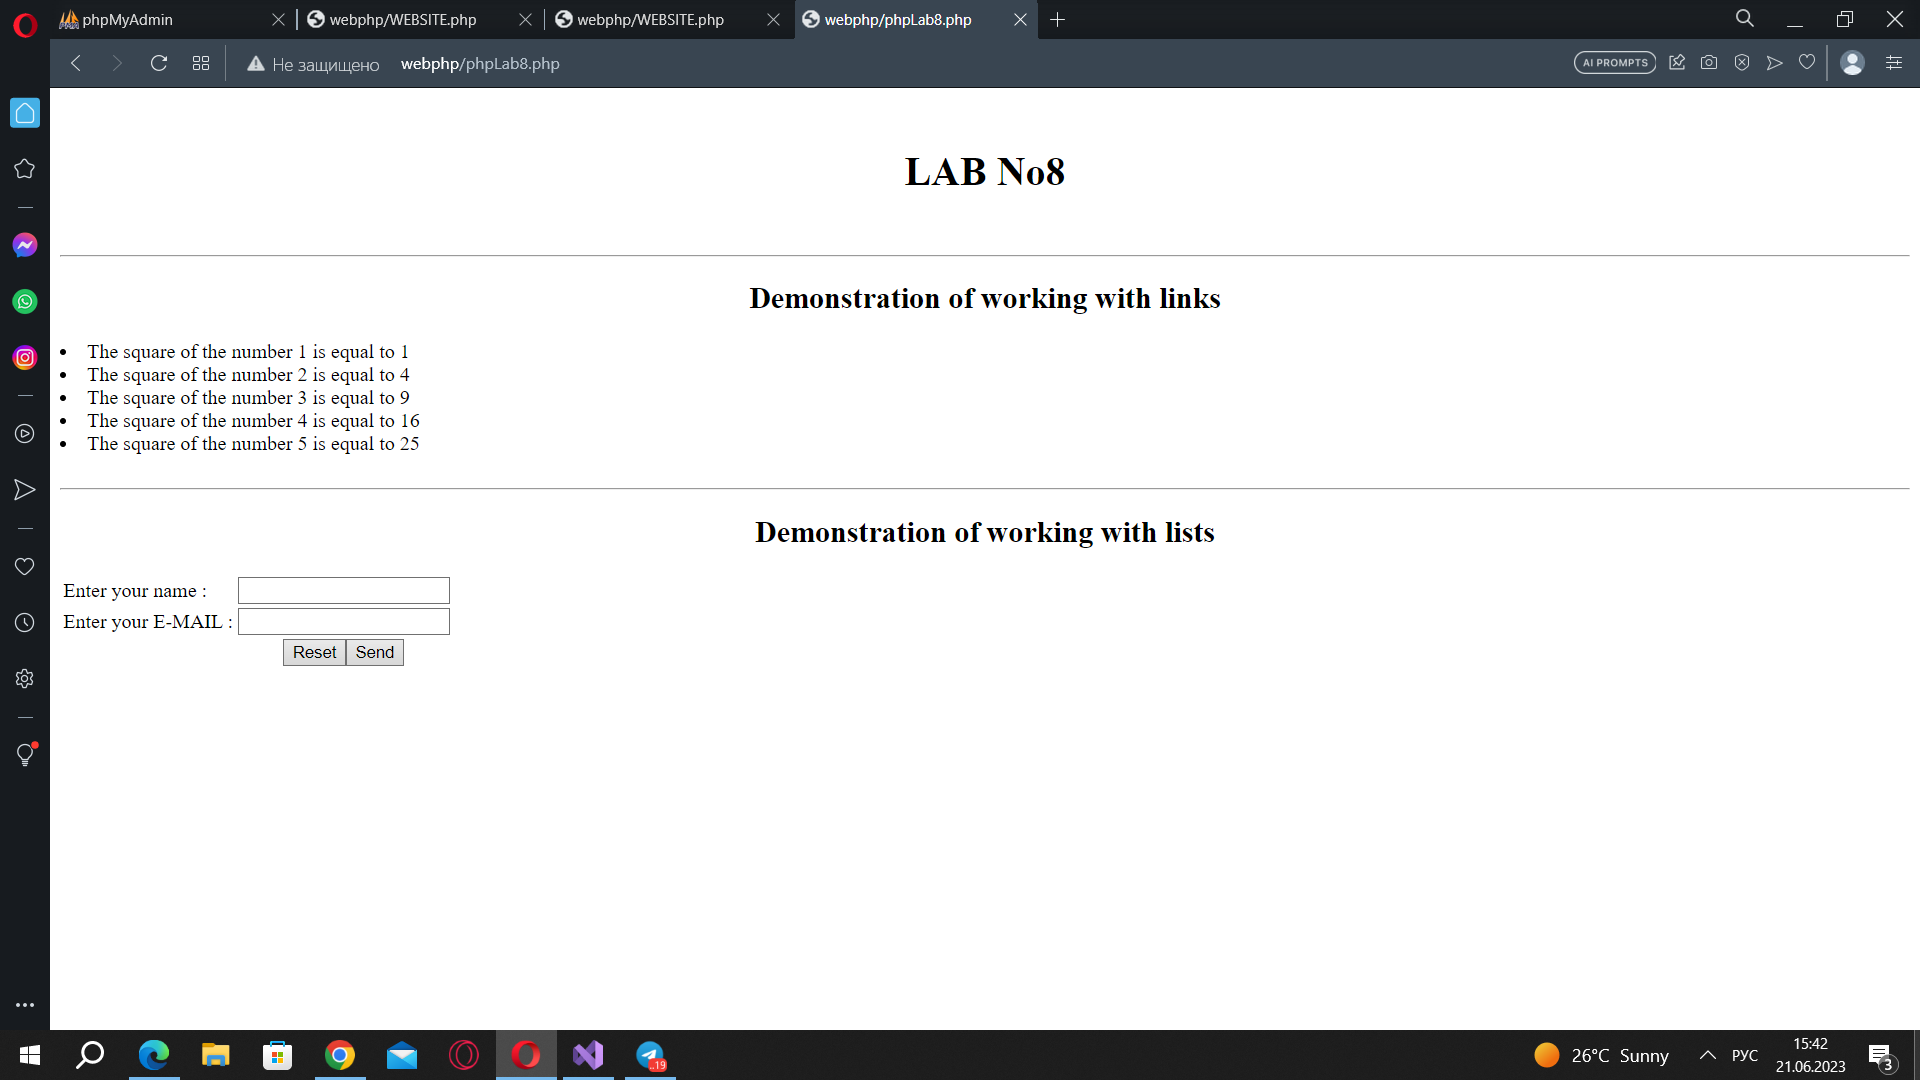 phpMyAdmin
webphp/WEBSITE.php
webphp/WEBSITE.php
webphp/phpLab8.php
Не защищено
webphp/phpLab8.php
AI PROMPTS
LAB No8
Demonstration of working with links
• The square of the number 1 is equal to 1
• The square of the number 2 is equal to 4
• The square of the number 3 is equal to 9
• The square of the number 4 is equal to 16
• The square of the number 5 is equal to 25
Demonstration of working with lists
Enter your name :
Enter your E-MAIL :
Reset Send
..19
26°C Sunny
РУС
15:42
21.06.2023
3